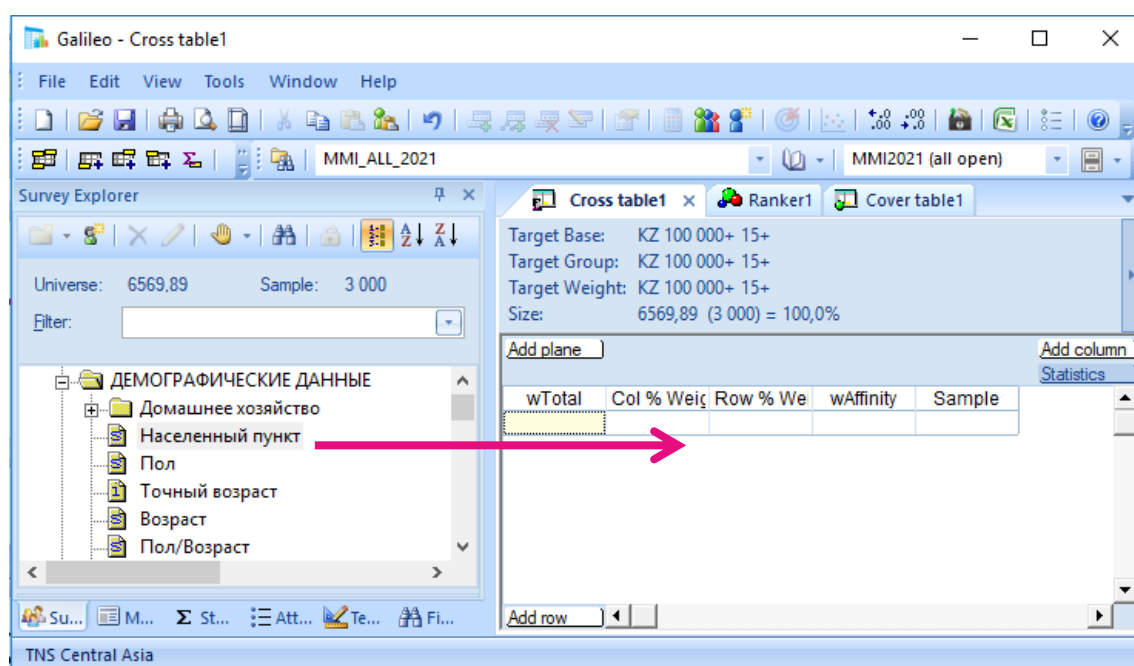 Galileo - Cross table1
File Edit View Tools Window Help
MMI_ALL_2021 MMI2021 (all open)
Survey Explorer
Cross table1 Ranker1 Cover table1
Universe: 6569,89 Sample: 3 000
Filter:
Target Base: KZ 100 000+ 15+
Target Group: KZ 100 000+ 15+
Target Weight: KZ 100 000+ 15+
Size: 6569,89 (3 000) = 100,0%
Add plane Add column
Statistics
wTotal Col % Weig Row % We wAffinity Sample
ДЕМОГРАФИЧЕСКИЕ ДАННЫЕ
Домашнее хозяйство
Населенный пункт
Пол
Точный возраст
Возраст
Пол/Возраст
Su... M... Σ St... Att... Te... Fi...
Add row
TNS Central Asia